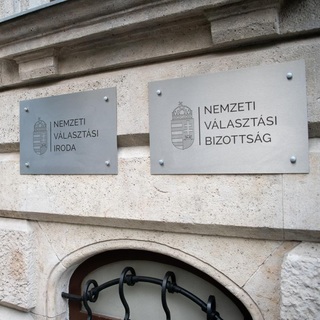 NEMZETI
VÁLASZTÁSI
IRODA
NEMZETI
VÁLASZTÁSI
BIZOTTSÁG